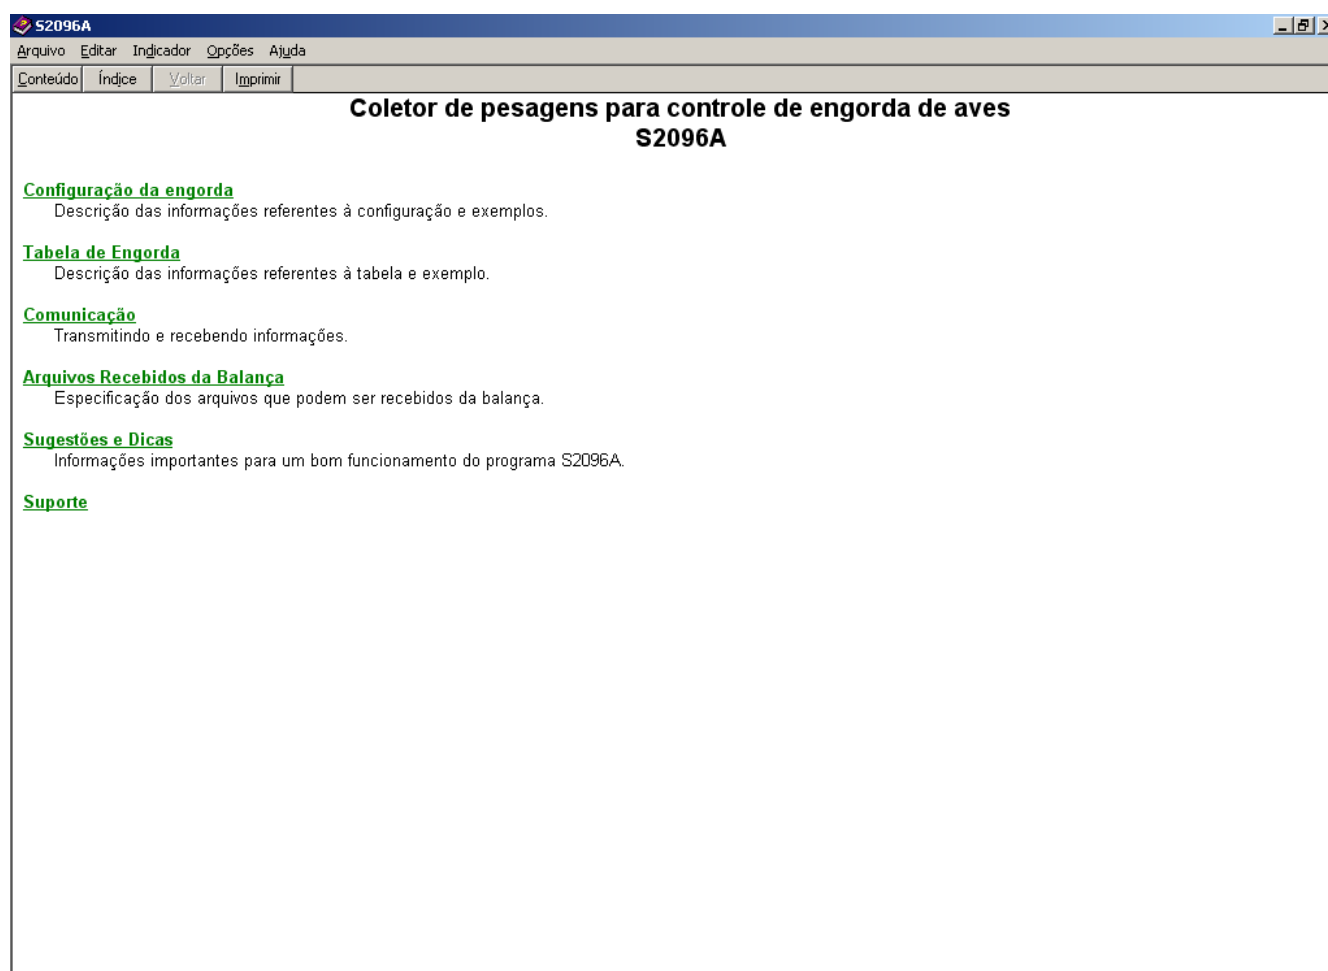 S2096A
Arquivo Editar Indicador Opções Ajuda
Conteúdo Índice Voltar Imprimir
Coletor de pesagens para controle de engorda de aves
S2096A
Configuração da engorda
Descrição das informações referentes à configuração e exemplos.
Tabela de Engorda
Descrição das informações referentes à tabela e exemplo.
Comunicação
Transmitindo e recebendo informações.
Arquivos Recebidos da Balança
Especificação dos arquivos que podem ser recebidos da balança.
Sugestões e Dicas
Informações importantes para um bom funcionamento do programa S2096A.
Suporte